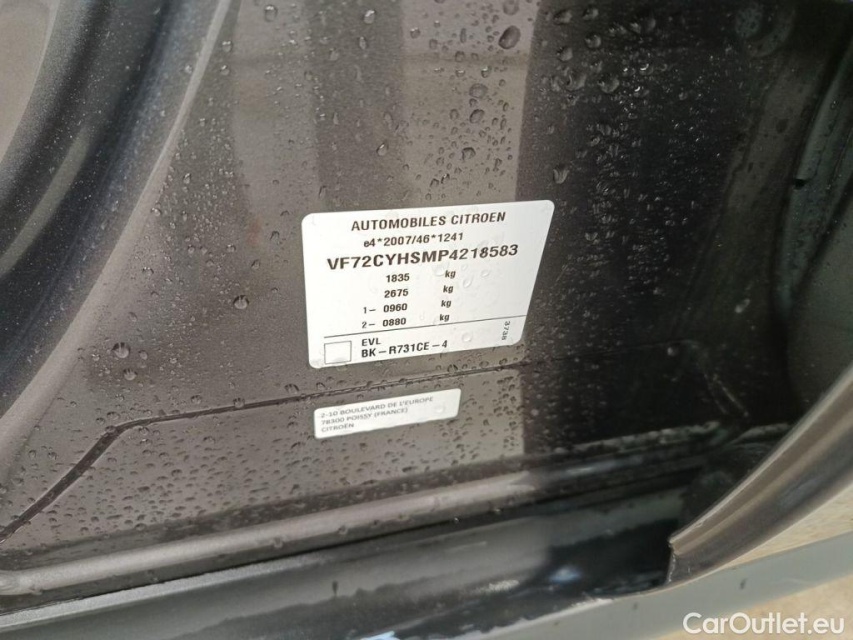 AUTOMOBILES CITROEN
e4*2007/46*1241
VF72CYHSMP4218583
1835 kg
2675 kg
1- 0960 kg
2- 0880 kg
EVL
BK-R731CE-4
3738
2-10 BOULEVARD DE L'EUROPE
78300 POISSY (FRANCE)
CITROËN
CarOutlet.eu